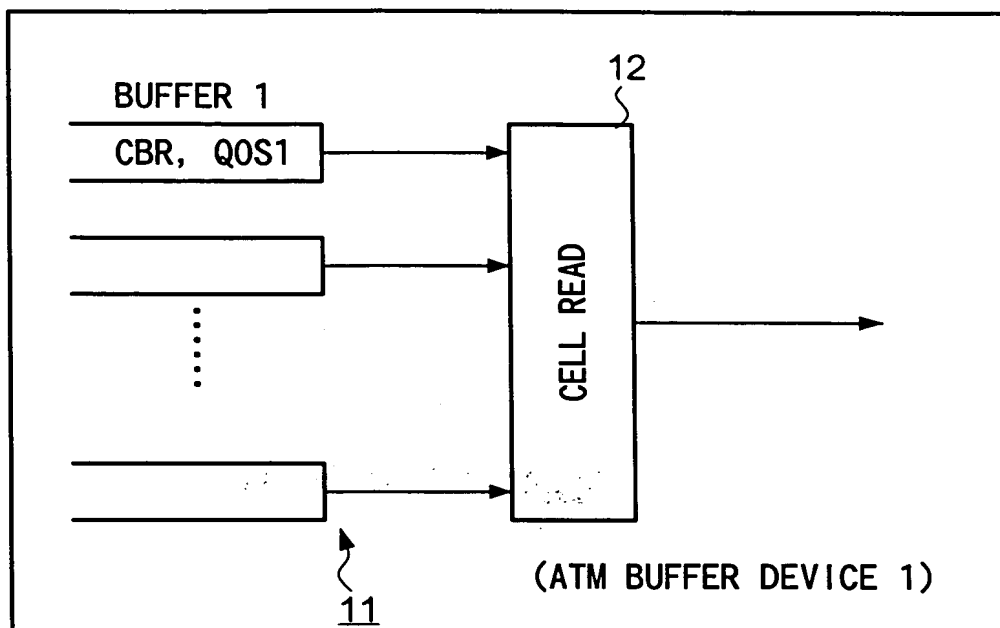 12
BUFFER 1
CBR, QOS1
CELL READ
(ATM BUFFER DEVICE 1)
11